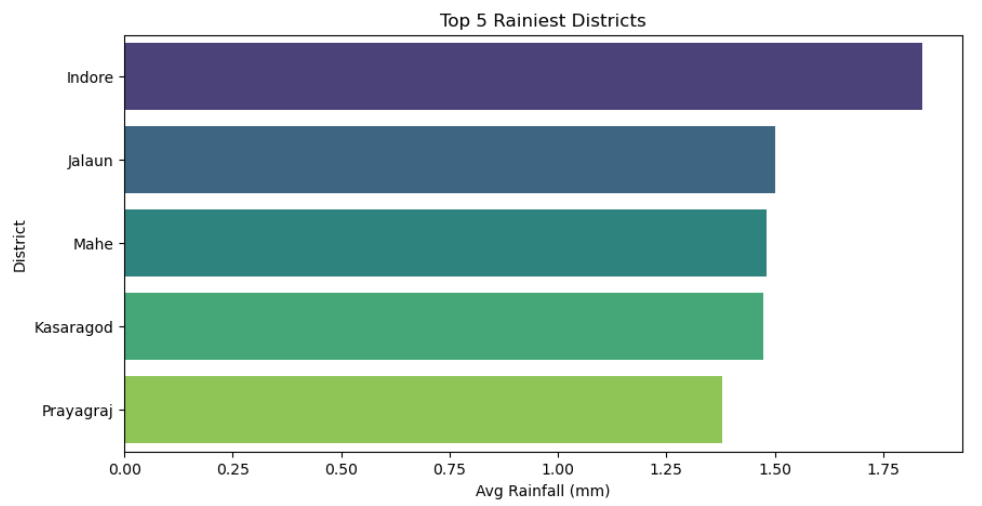 Top 5 Rainiest Districts
District
Indore
Jalaun
Mahe
Kasaragod
Prayagraj
0.00 0.25 0.50 0.75 1.00 1.25 1.50 1.75
Avg Rainfall (mm)